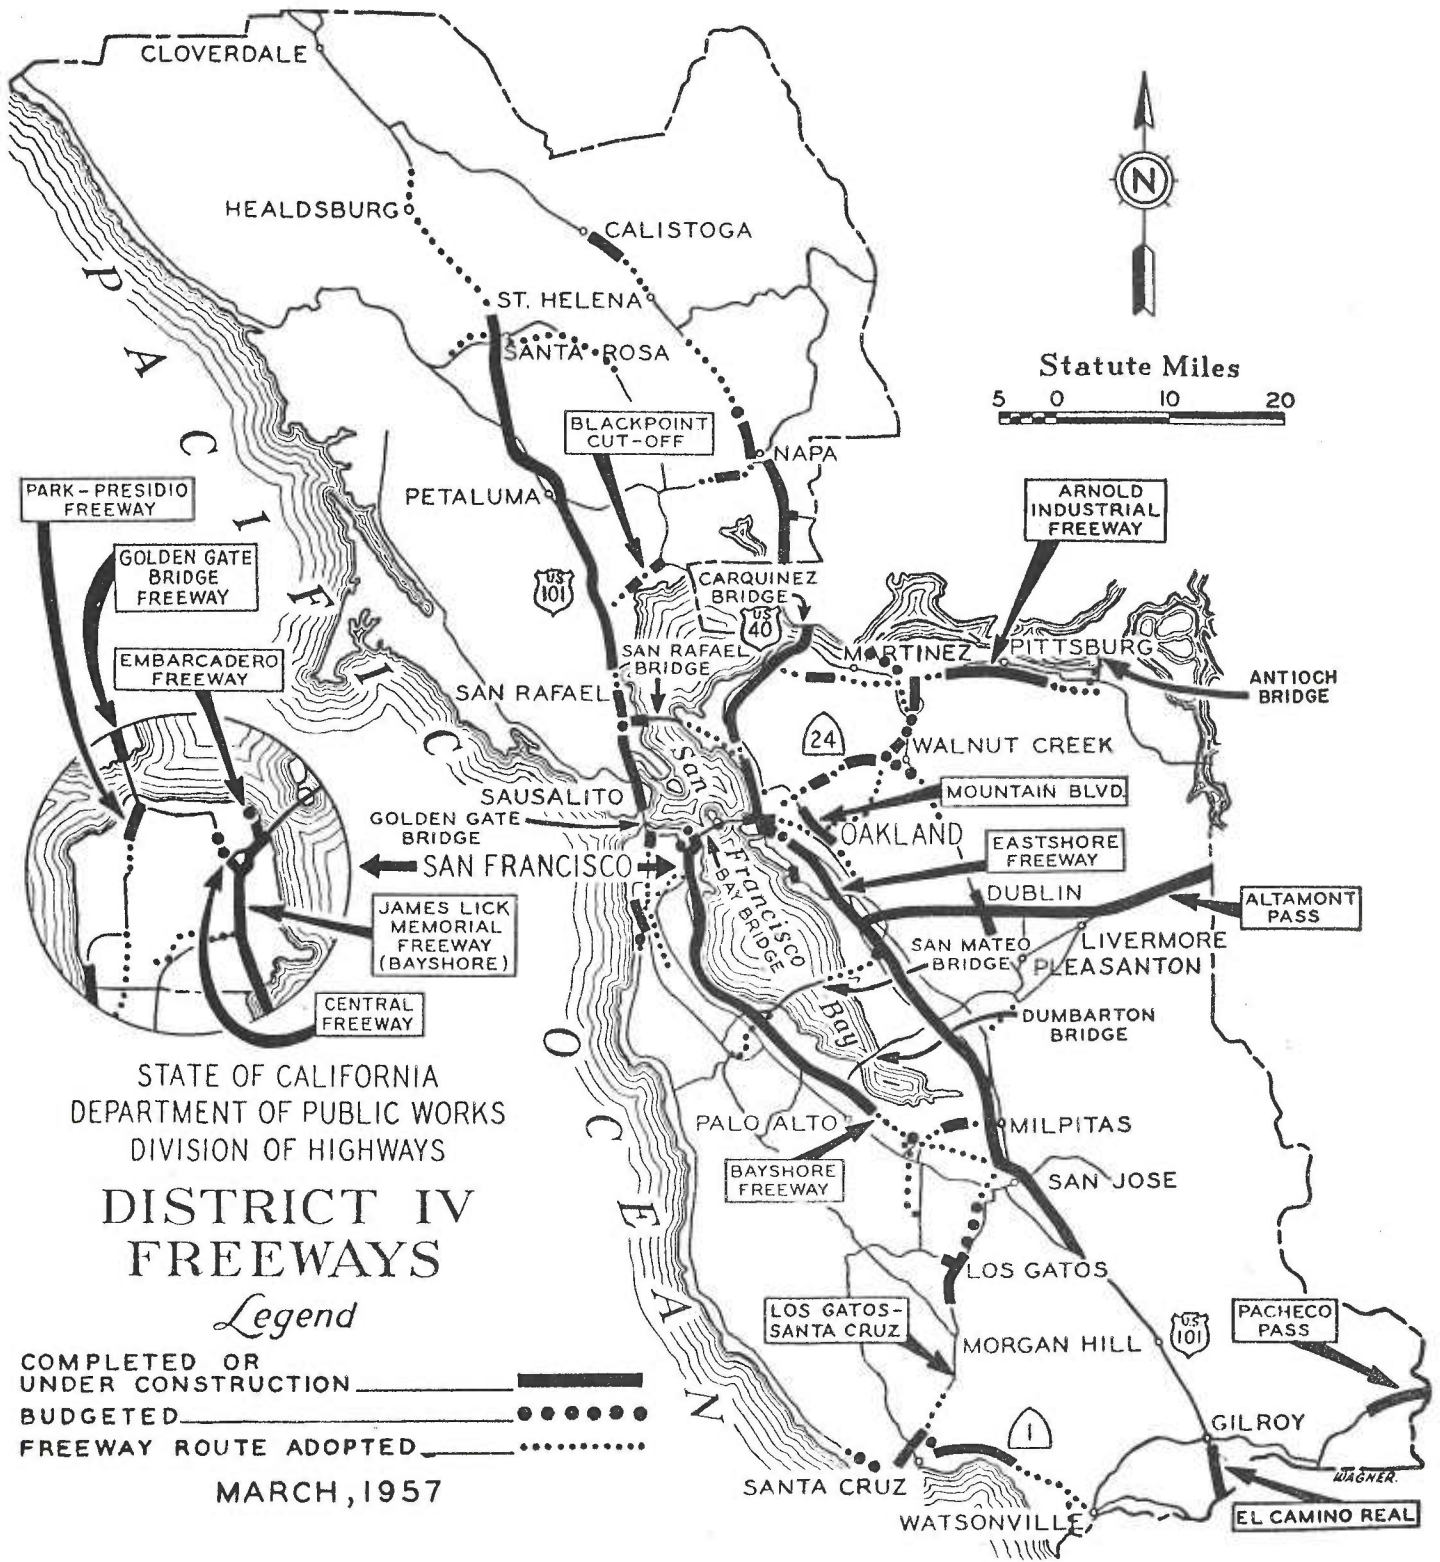 CLOVERDALE
N
HEALDSBURG
CALISTOGA
ST. HELENA
SANTA ROSA
Statute Miles
5 0 10 20
BLACKPOINT
CUT-OFF
NAPA
PETALUMA
PARK-PRESIDIO
FREEWAY
GOLDEN GATE
BRIDGE
FREEWAY
EMBARCADERO
FREEWAY
ARNOLD
INDUSTRIAL
FREEWAY
US
101
CARQUINEZ
BRIDGE
US
40
SAN RAFAEL
BRIDGE
MARTINEZ
PITTSBURG
ANTIOCH
BRIDGE
SAN RAFAEL
24
WALNUT CREEK
MOUNTAIN BLVD.
SAUSALITO
GOLDEN GATE
BRIDGE
OAKLAND
SAN FRANCISCO
BAY BRIDGE
San
Francisco
Bay
EASTSHORE
FREEWAY
DUBLIN
ALTAMONT
PASS
JAMES LICK
MEMORIAL
FREEWAY
(BAYSHORE)
SAN MATEO
BRIDGE
LIVERMORE
PLEASANTON
CENTRAL
FREEWAY
DUMBARTON
BRIDGE
PACIFIC OCEAN
PALO ALTO
MILPITAS
BAYSHORE
FREEWAY
SAN JOSE
LOS GATOS
LOS GATOS-
SANTA CRUZ
MORGAN HILL
US
101
PACHECO
PASS
GILROY
1
WAGNER.
SANTA CRUZ
WATSONVILLE
EL CAMINO REAL
STATE OF CALIFORNIA
DEPARTMENT OF PUBLIC WORKS
DIVISION OF HIGHWAYS
DISTRICT IV
FREEWAYS
Legend
COMPLETED OR
UNDER CONSTRUCTION
BUDGETED
FREEWAY ROUTE ADOPTED
MARCH, 1957